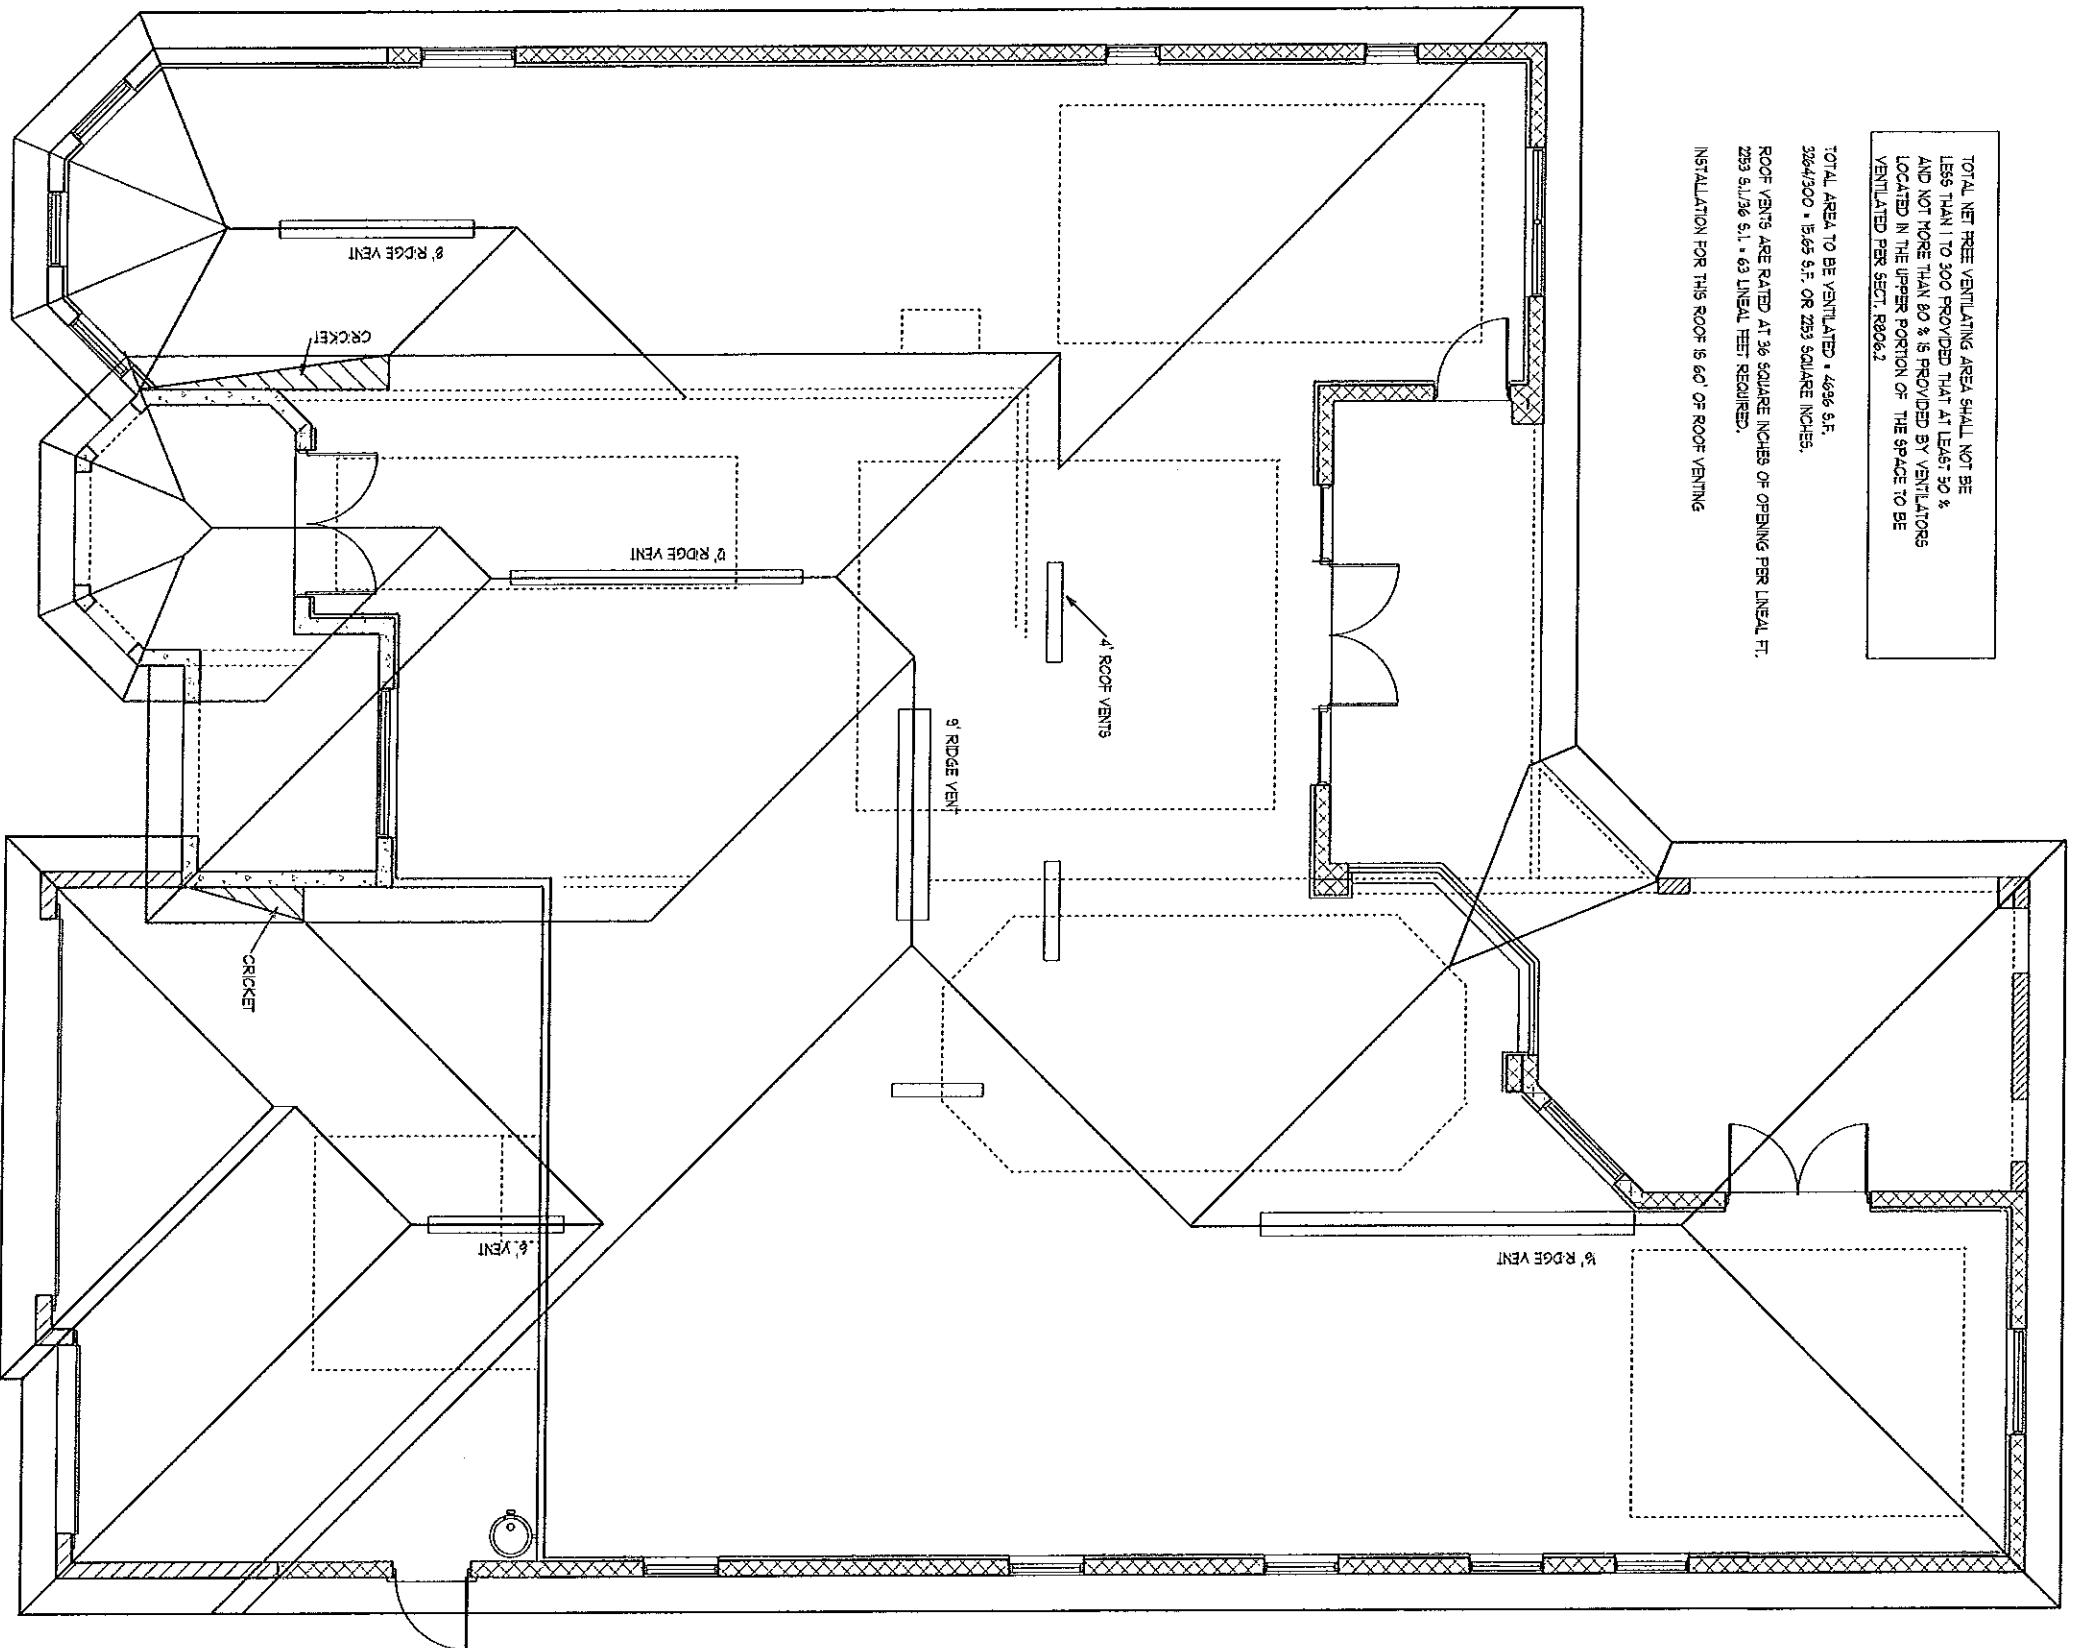 TOTAL NET FREE VENTILATING AREA SHALL NOT BE
LESS THAN 1 TO 300 PROVIDED THAT AT LEAST 50 %
AND NOT MORE THAN 80 % IS PROVIDED BY VENTILATORS
LOCATED IN THE UPPER PORTION OF THE SPACE TO BE
VENTILATED PER SECT. R806.2
TOTAL AREA TO BE VENTILATED = 4696 S.F.
3264/300 = 15.65 S.F. OR 2253 SQUARE INCHES.
ROOF VENTS ARE RATED AT 36 SQUARE INCHES OF OPENING PER LINEAL FT.
2253 S.I./36 S.I. = 63 LINEAL FEET REQUIRED.
INSTALLATION FOR THIS ROOF IS 60' OF ROOF VENTING
8' RIDGE VENT
CRICKET
12' RIDGE VENT
4' ROOF VENTS
9' RIDGE VENT
CRICKET
6' VENT
16' RIDGE VENT